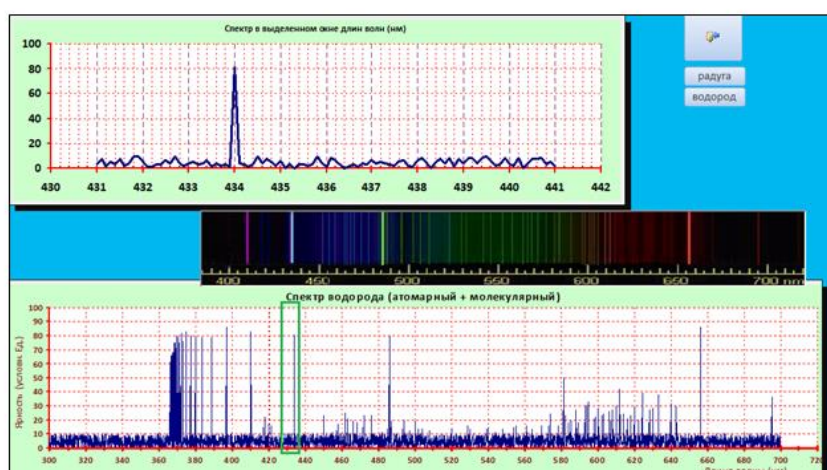 Спектр в выделенном окне длин волн (нм)
100
80
60
40
20
0
430 431 432 433 434 435 436 437 438 439 440 441 442
радуга
водород
400 450 500 550 600 650 700 nm
Спектр водорода (атомарный + молекулярный)
Яркость (условн. Ед.)
100
90
80
70
60
50
40
30
20
10
0
300 320 340 360 380 400 420 440 460 480 500 520 540 560 580 600 620 640 660 680 700 720